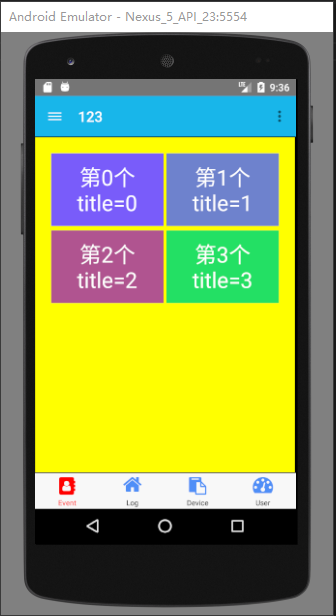 Android Emulator - Nexus_5_API_23:5554
LTE 9:36
123
第0个
title=0
第1个
title=1
第2个
title=2
第3个
title=3
Event
Log
Device
User